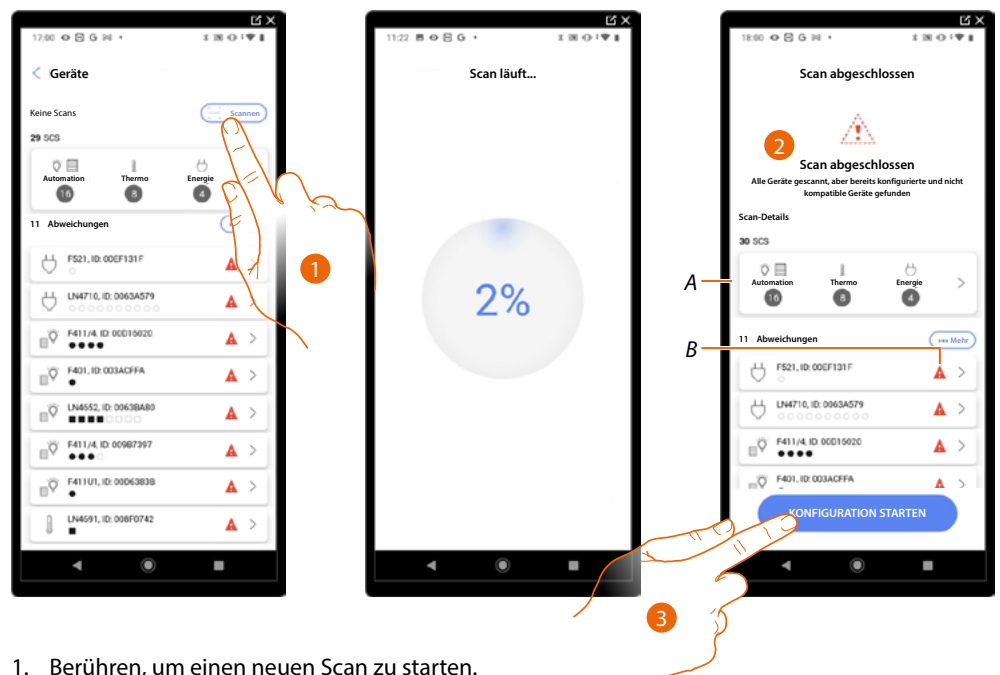 17:00
Geräte
Keine Scans
Scannen
29 SCS
Automation
Thermo
Energie
16
8
4
11 Abweichungen
F521, ID: 00EF131F
LN4710, ID: 0063A579
F411/4, ID: 00D16020
F401, ID: 003ACFFA
LN4652, ID: 0063BAB0
F411/4, ID: 009B7397
F411U1, ID: 00D63B3B
LN4691, ID: 008F0742
1
11:22
Scan läuft...
2%
18:00
Scan abgeschlossen
2
Scan abgeschlossen
Alle Geräte gescannt, aber bereits konfigurierte und nicht
kompatible Geräte gefunden
Scan-Details
30 SCS
A
Automation
Thermo
Energie
16
8
4
11 Abweichungen
Mehr
B
F521, ID: 00EF131F
LN4710, ID: 0063A579
F411/4, ID: 00D16020
F401, ID: 003ACFFA
KONFIGURATION STARTEN
3
1. Berühren, um einen neuen Scan zu starten.